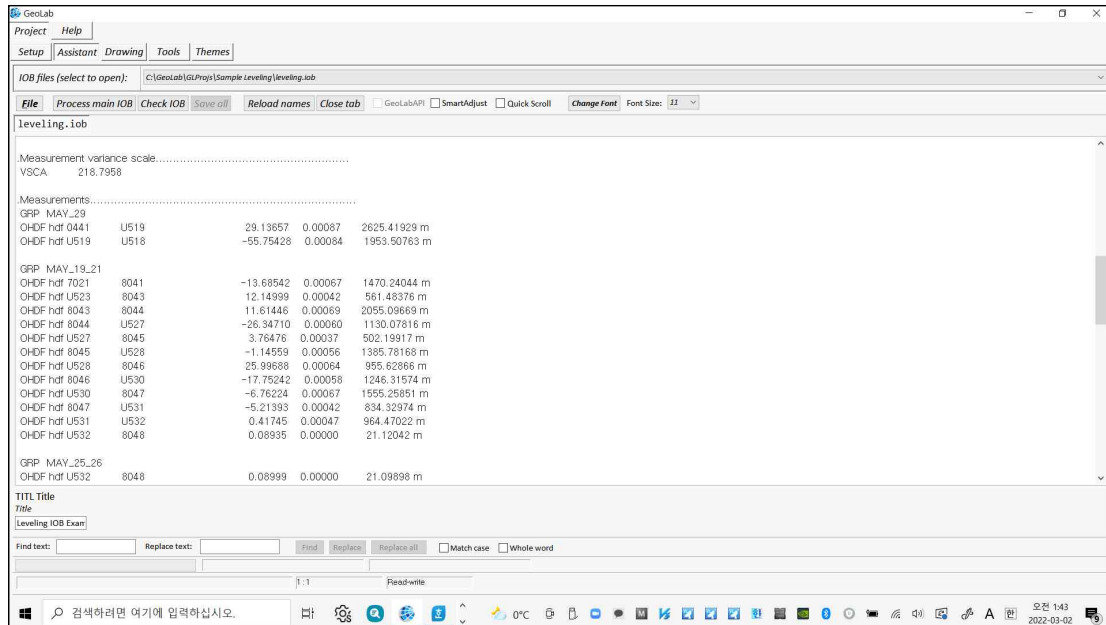 GeoLab
Project Help
Setup Assistant Drawing Tools Themes
IOB files (select to open): C:\GeoLab\GLProjs\Sample Leveling\leveling.iob
File Process main IOB Check IOB Save all Reload names Close tab GeoLabAPI SmartAdjust Quick Scroll Change Font Font Size: 11
leveling.iob
.Measurement variance scale........................................................
VSCA 218.7958
.Measurements.............................................................................
GRP MAY_29
OHDF hdf 0441 U519 29.13657 0.00087 2625.41929 m
OHDF hdf U519 U518 -55.75428 0.00084 1953.50763 m
GRP MAY_19_21
OHDF hdf 7021 8041 -13.68542 0.00067 1470.24044 m
OHDF hdf U523 8043 12.14999 0.00042 561.48376 m
OHDF hdf 8043 8044 11.61446 0.00069 2055.09669 m
OHDF hdf 8044 U527 -26.34710 0.00060 1130.07816 m
OHDF hdf U527 8045 3.76476 0.00037 502.19917 m
OHDF hdf 8045 U528 -1.14559 0.00056 1385.78168 m
OHDF hdf U528 8046 25.99688 0.00064 955.62866 m
OHDF hdf 8046 U530 -17.75242 0.00058 1246.31574 m
OHDF hdf U530 8047 -6.76224 0.00067 1555.25851 m
OHDF hdf 8047 U531 -5.21393 0.00042 834.32974 m
OHDF hdf U531 U532 0.41745 0.00047 964.47022 m
OHDF hdf U532 8048 0.08935 0.00000 21.12042 m
GRP MAY_25_26
OHDF hdf U532 8048 0.08999 0.00000 21.09898 m
TITL Title
Title
Leveling IOB Exam
Find text: Replace text: Find Replace Replace all Match case Whole word
1 : 1 Read-write
검색하려면 여기에 입력하십시오. 0°C A 한 오전 1:43
2022-03-02